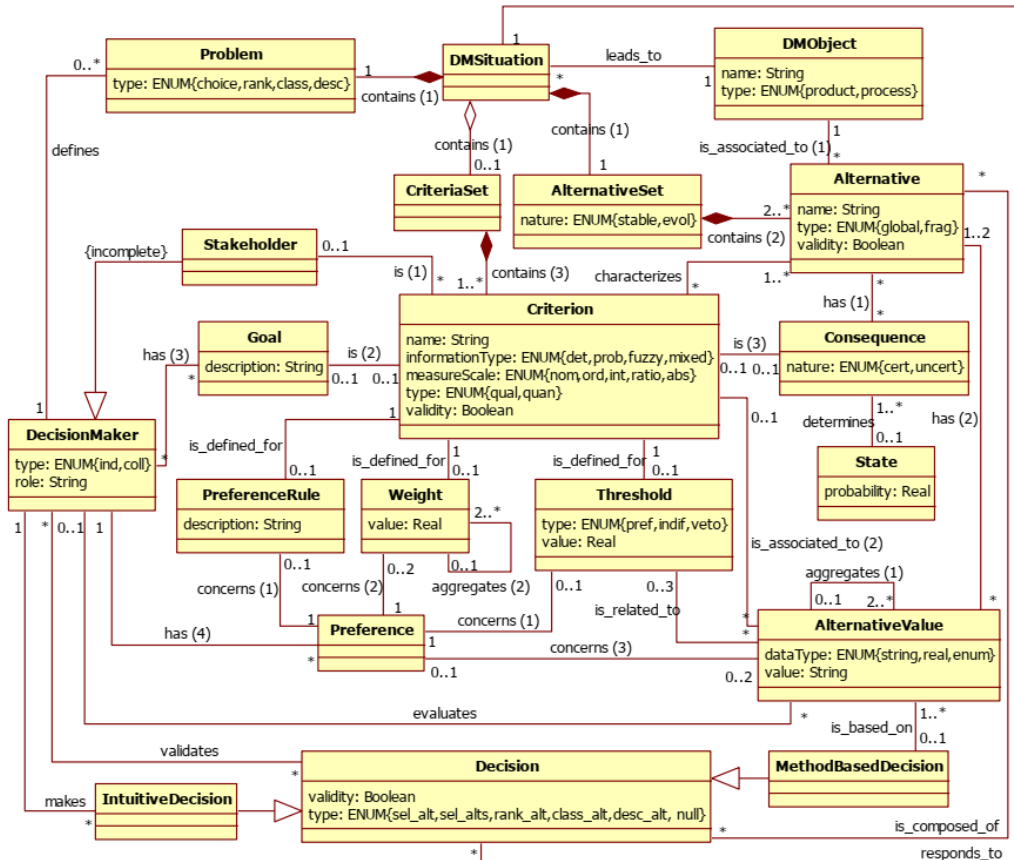 Problem
type: ENUM{choice,rank,class,desc}
0..*
1
contains (1)
DMSituation
1
*
leads_to
1
DMObject
name: String
type: ENUM{product,process}
defines
contains (1)
0..1
contains (1)
1
1
is_associated_to (1)
*
CriteriaSet
AlternativeSet
nature: ENUM{stable,evol}
2..*
contains (2)
Alternative
name: String
type: ENUM{global,frag}
validity: Boolean
*
1..2
{incomplete}
Stakeholder
0..1
is (1)
*
1..*
contains (3)
characterizes
*
1..*
*
has (1)
*
Goal
description: String
has (3)
*
is (2)
0..1
0..1
Criterion
name: String
informationType: ENUM{det,prob,fuzzy,mixed}
measureScale: ENUM{nom,ord,int,ratio,abs}
type: ENUM{qual,quan}
validity: Boolean
is (3)
0..1
0..1
Consequence
nature: ENUM{cert,uncert}
1
DecisionMaker
type: ENUM{ind,coll}
role: String
*
1
is_defined_for
0..1
1
is_defined_for
0..1
1
is_defined_for
0..1
0..1
1..*
determines
0..1
has (2)
State
probability: Real
PreferenceRule
description: String
Weight
value: Real
2..*
0..1
aggregates (2)
Threshold
type: ENUM{pref,indif,veto}
value: Real
is_associated_to (2)
1
*
0..1
1
0..1
concerns (1)
1
0..2
concerns (2)
1
0..1
concerns (1)
1
0..3
is_related_to
*
*
aggregates (1)
0..1
2..*
*
has (4)
*
Preference
0..1
concerns (3)
0..2
AlternativeValue
dataType: ENUM{string,real,enum}
value: String
evaluates
*
1..*
is_based_on
0..1
validates
*
Decision
validity: Boolean
type: ENUM{sel_alt,sel_alts,rank_alt,class_alt,desc_alt, null}
MethodBasedDecision
makes
*
IntuitiveDecision
*
is_composed_of
*
responds_to